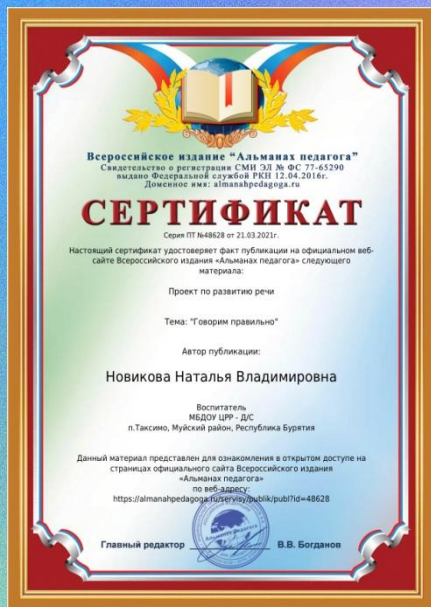 Всероссийское издание "Альманах педагога"
Свидетельство о регистрации СМИ ЭЛ № ФС 77-65290
выдано Федеральной службой РКН 12.04.2016г.
Доменное имя: almanahpedagoga.ru
СЕРТИФИКАТ
Серия ПТ №48628 от 21.03.2021г.
Настоящий сертификат удостоверяет факт публикации на официальном веб-
сайте Всероссийского издания «Альманах педагога» следующего
материала:
Проект по развитию речи
Тема: "Говорим правильно"
Автор публикации:
Новикова Наталья Владимировна
Воспитатель
МБДОУ ЦРР - Д/С
п.Таксимо, Муйский район, Республика Бурятия
Данный материал представлен для ознакомления в открытом доступе на
страницах официального сайта Всероссийского издания
«Альманах педагога»
по веб-адресу:
https://almanahpedagoga.ru/servisy/publik/publ?id=48628
Альманах педагога
Главный редактор В.В. Богданов